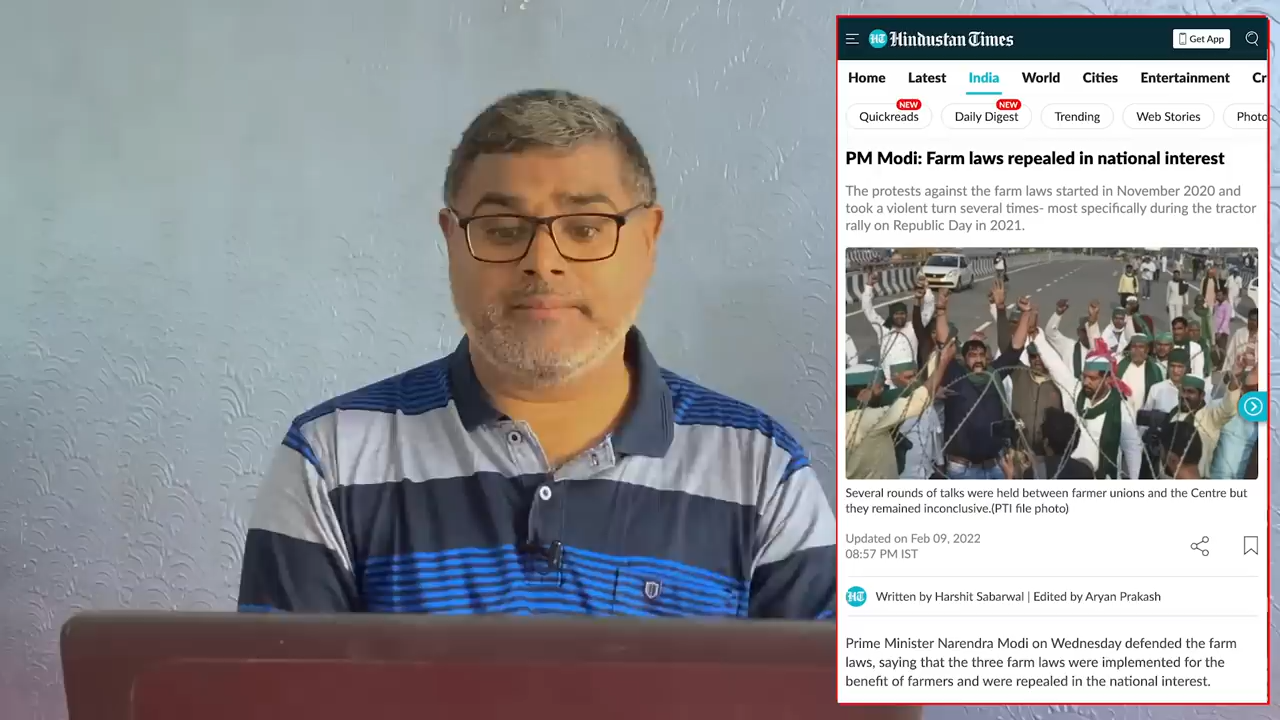 HT Hindustan Times
Get App
Home Latest India World Cities Entertainment Cr
NEW NEW
Quickreads Daily Digest Trending Web Stories Photo
PM Modi: Farm laws repealed in national interest
The protests against the farm laws started in November 2020 and
took a violent turn several times- most specifically during the tractor
rally on Republic Day in 2021.
Several rounds of talks were held between farmer unions and the Centre but
they remained inconclusive.(PTI file photo)
Updated on Feb 09, 2022
08:57 PM IST
HT Written by Harshit Sabarwal | Edited by Aryan Prakash
Prime Minister Narendra Modi on Wednesday defended the farm
laws, saying that the three farm laws were implemented for the
benefit of farmers and were repealed in the national interest.